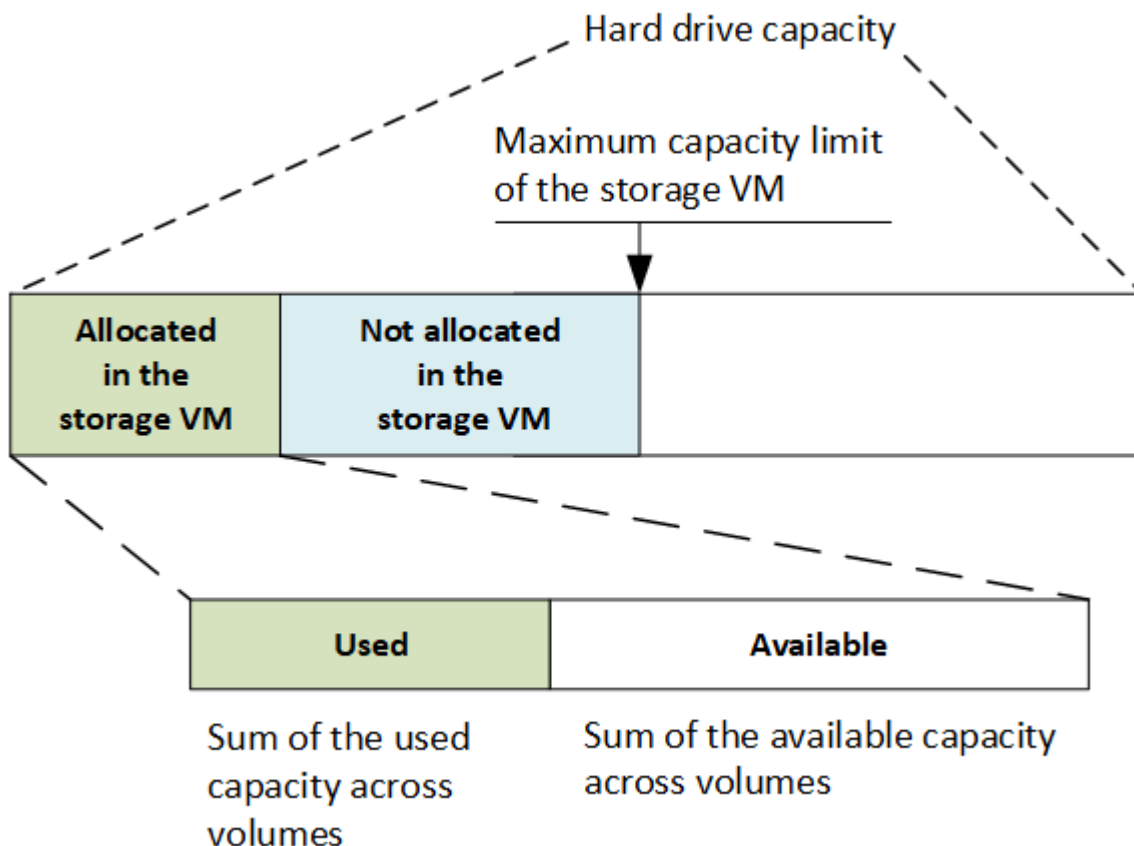 Hard drive capacity
Maximum capacity limit
of the storage VM
Allocated
in the
storage VM
Not allocated
in the
storage VM
Used
Available
Sum of the used
capacity across
volumes
Sum of the available capacity
across volumes